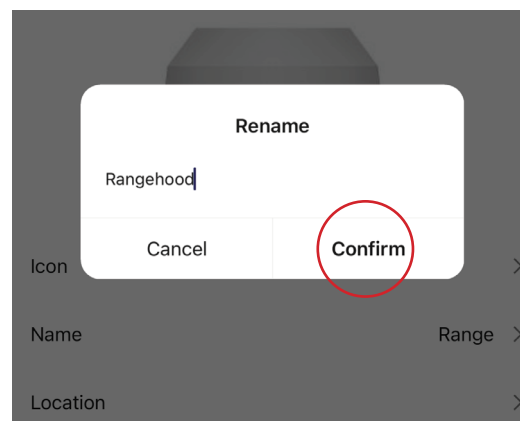 Rename
Rangehood
Cancel Confirm
Icon
Name Range
Location